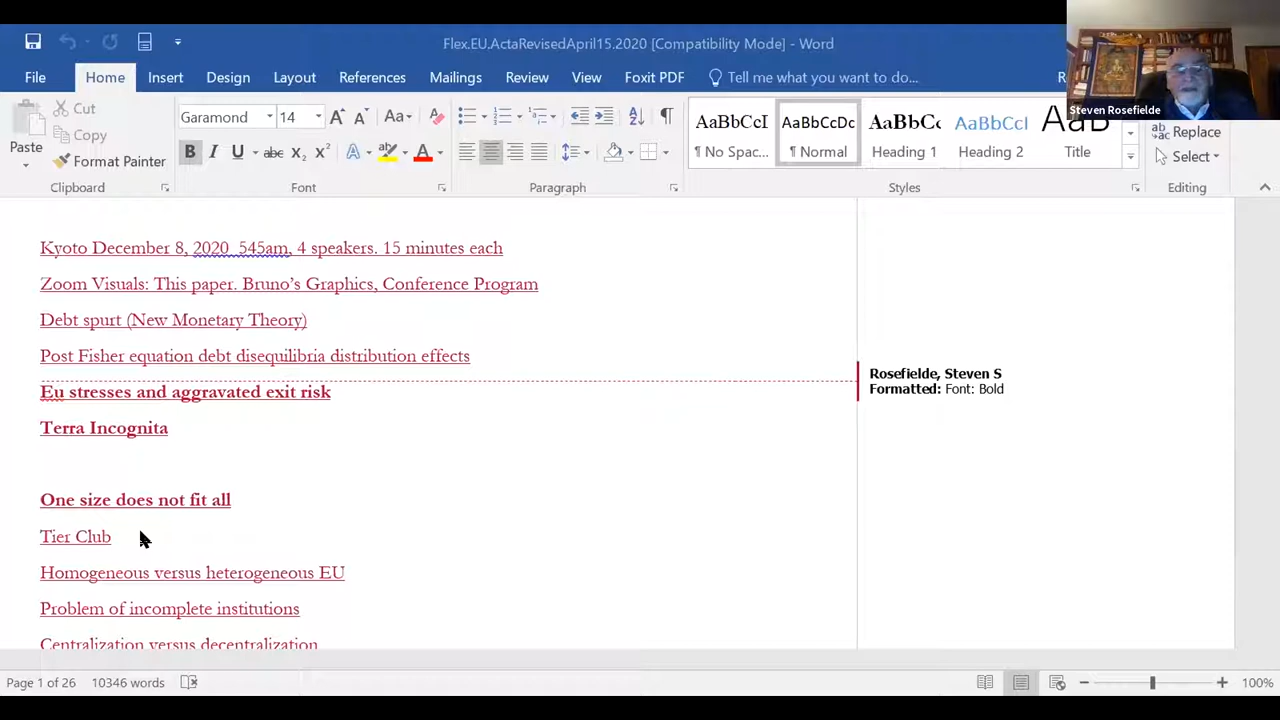 Flex.EU.ActaRevisedApril15.2020 [Compatibility Mode] - Word
File Home Insert Design Layout References Mailings Review View Foxit PDF Tell me what you want to do...
Steven Rosefielde
Cut
Copy
Format Painter
Paste
Clipboard
Garamond 14
Font
Paragraph
AaBbCcI AaBbCcDc AaBbCc AaBbCcI AaB
¶ No Spac... ¶ Normal Heading 1 Heading 2 Title
Styles
Replace
Select
Editing
Kyoto December 8, 2020 545am, 4 speakers. 15 minutes each
Zoom Visuals: This paper. Bruno’s Graphics, Conference Program
Debt spurt (New Monetary Theory)
Post Fisher equation debt disequilibria distribution effects
Eu stresses and aggravated exit risk
Terra Incognita
One size does not fit all
Tier Club
Homogeneous versus heterogeneous EU
Problem of incomplete institutions
Centralization versus decentralization
Rosefielde, Steven S
Formatted: Font: Bold
Page 1 of 26 10346 words 100%